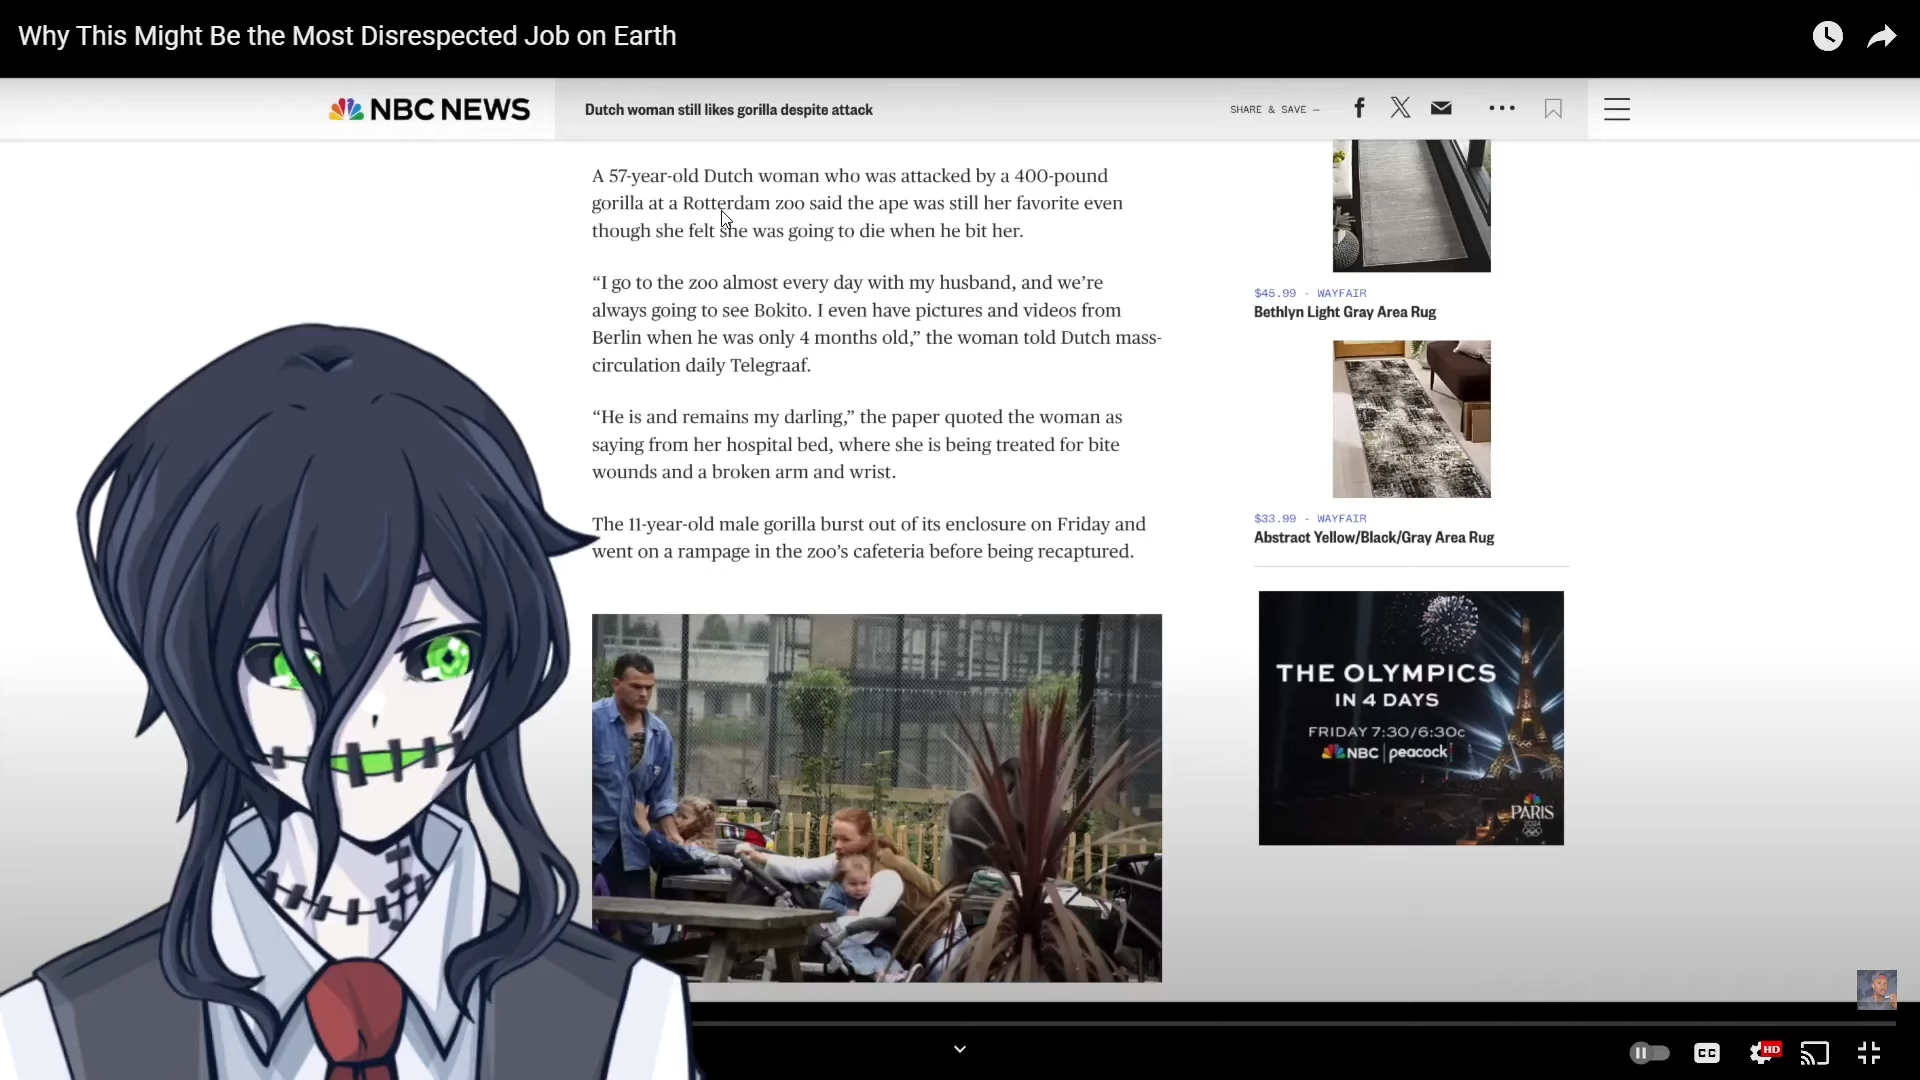 Why This Might Be the Most Disrespected Job on Earth
NBC NEWS
Dutch woman still likes gorilla despite attack
SHARE & SAVE —
A 57-year-old Dutch woman who was attacked by a 400-pound
gorilla at a Rotterdam zoo said the ape was still her favorite even
though she felt she was going to die when he bit her.
“I go to the zoo almost every day with my husband, and we’re
always going to see Bokito. I even have pictures and videos from
Berlin when he was only 4 months old,” the woman told Dutch mass-
circulation daily Telegraaf.
“He is and remains my darling,” the paper quoted the woman as
saying from her hospital bed, where she is being treated for bite
wounds and a broken arm and wrist.
The 11-year-old male gorilla burst out of its enclosure on Friday and
went on a rampage in the zoo’s cafeteria before being recaptured.
$45.99 - WAYFAIR
Bethlyn Light Gray Area Rug
$33.99 - WAYFAIR
Abstract Yellow/Black/Gray Area Rug
THE OLYMPICS
IN 4 DAYS
FRIDAY 7:30/6:30c
NBC | peacock
PARIS
2024
CC
HD